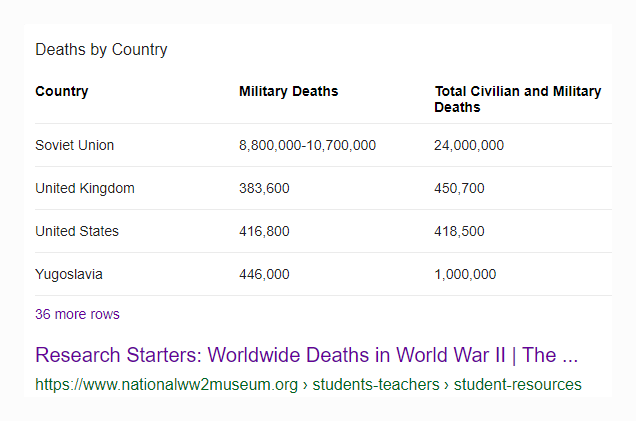 Deaths by Country
Country Military Deaths Total Civilian and Military
Deaths
Soviet Union 8,800,000-10,700,000 24,000,000
United Kingdom 383,600 450,700
United States 416,800 418,500
Yugoslavia 446,000 1,000,000
36 more rows
Research Starters: Worldwide Deaths in World War II | The ...
https://www.nationalww2museum.org › students-teachers › student-resources